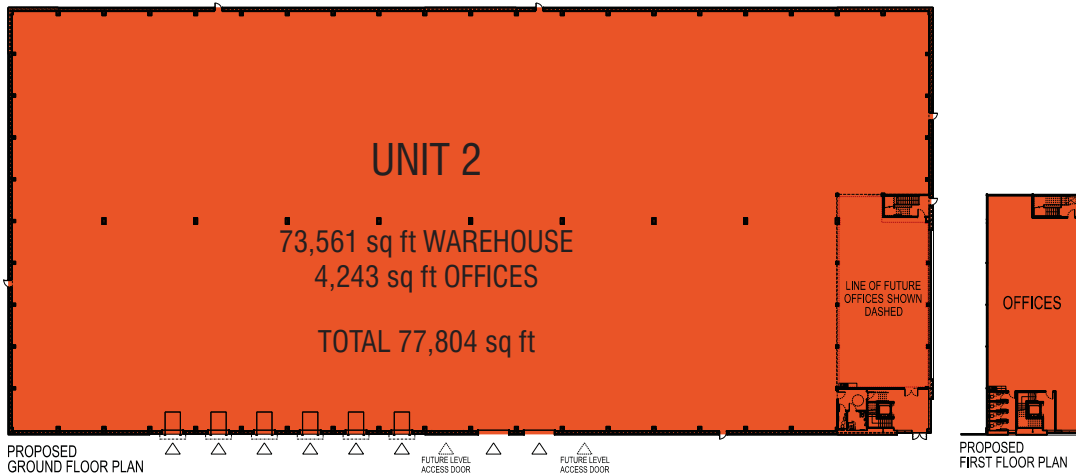 UNIT 2
73,561 sq ft WAREHOUSE
4,243 sq ft OFFICES
TOTAL 77,804 sq ft
LINE OF FUTURE
OFFICES SHOWN
DASHED
OFFICES
PROPOSED
GROUND FLOOR PLAN
FUTURE LEVEL
ACCESS DOOR
FUTURE LEVEL
ACCESS DOOR
PROPOSED
FIRST FLOOR PLAN